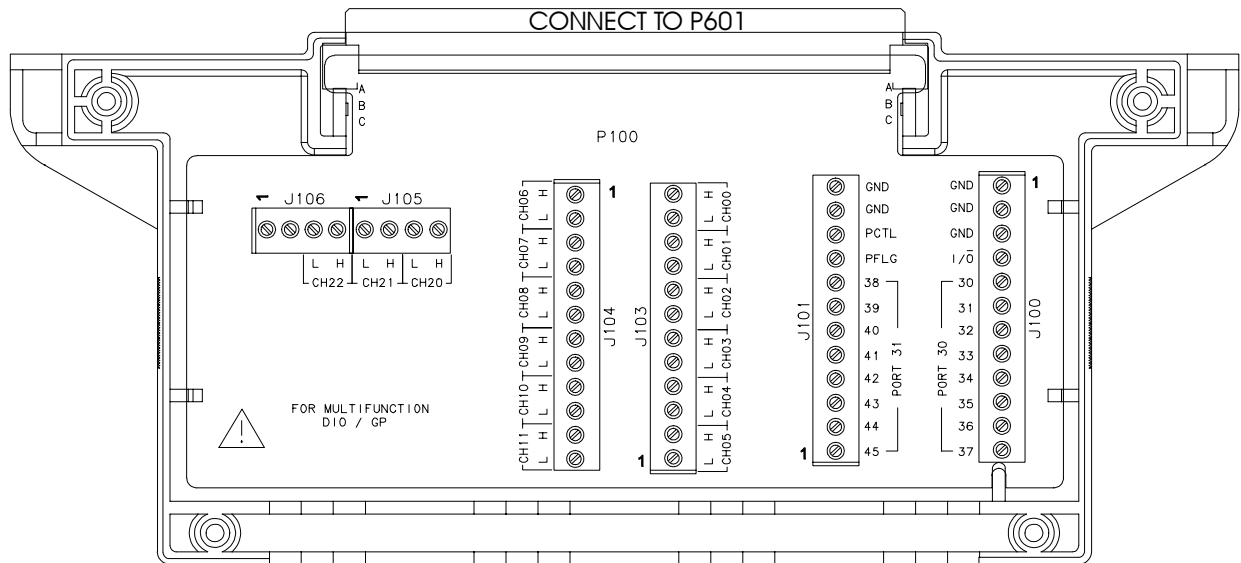 CONNECT TO P601
A
B
C
A
B
C
P100
1 J106 1 J105
L H L H L H
CH22 CH21 CH20
FOR MULTIFUNCTION
DIO / GP
CH06 H L
CH07 H L
CH08 H L
CH09 H L
CH10 H L
CH11 H L
1
J104
J103
1
H L CH00
H L CH01
H L CH02
H L CH03
H L CH04
H L CH05
J101
1
GND
GND
PCTL
PFLG
38
39
40
41
42
43
44
45
PORT 31
GND
GND
GND
I/O̅
30
31
32
33
34
35
36
37
PORT 30
1
J100
!